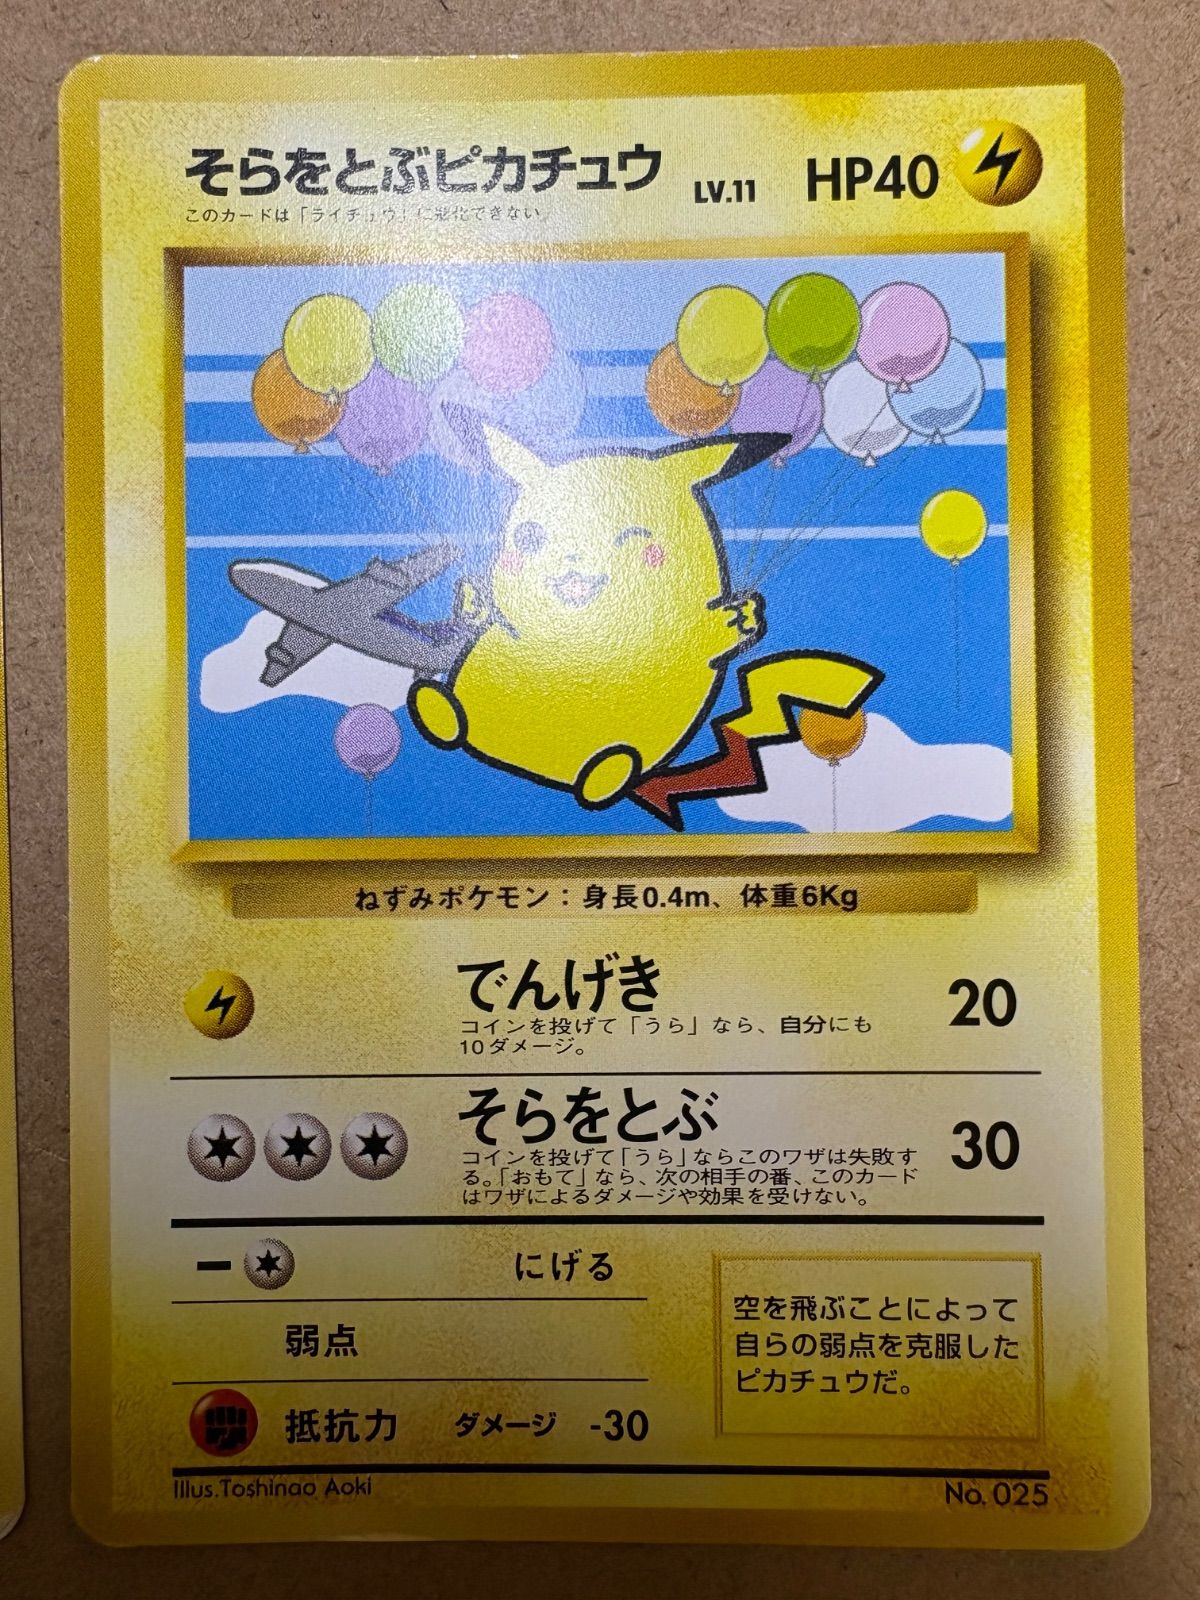 そらをとぶピカチュウ LV.11 HP40
このカードは「ライチュウ」に進化できない。
ねずみポケモン：身長0.4m、体重6Kg
でんげき 20
コインを投げて「うら」なら、自分にも
10ダメージ。
そらをとぶ 30
コインを投げて「うら」ならこのワザは失敗す
る。「おもて」なら、次の相手の番、このカード
はワザによるダメージや効果を受けない。
にげる
弱点
抵抗力 ダメージ -30
空を飛ぶことによって
自らの弱点を克服した
ピカチュウだ。
Illus.Toshinao Aoki No. 025